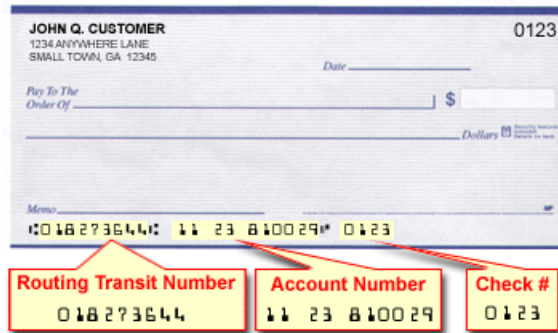 JOHN Q. CUSTOMER 0123
1234 ANYWHERE LANE
SMALL TOWN, GA 12345
Date
Pay To The
Order Of $
Dollars
Memo MP
⑆018273644⑆ 11 23 810029⑈ 0123
Routing Transit Number
018273644
Account Number
11 23 810029
Check #
0123